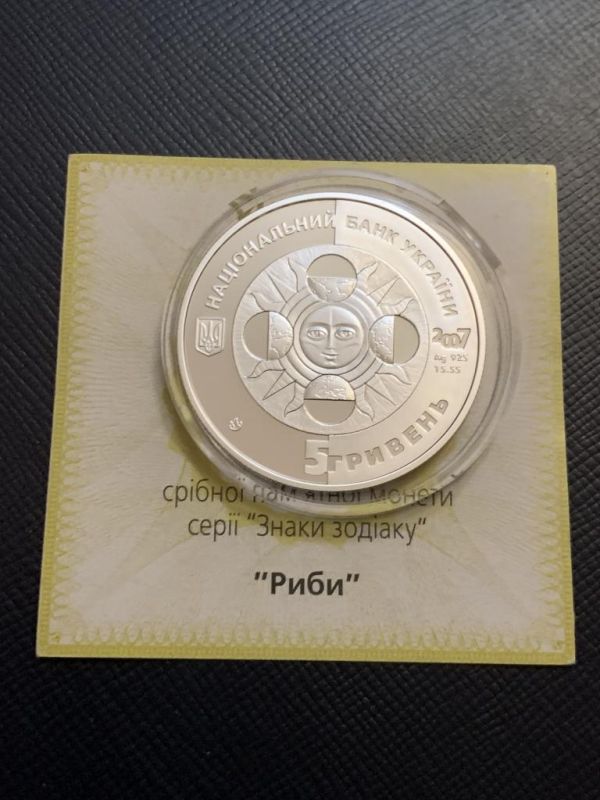 НАЦІОНАЛЬНИЙ БАНК УКРАЇНИ
2007
Ag 925
15.55
5 ГРИВЕНЬ
срібної пам'ятної монети
серії "Знаки зодіаку"
"Риби"